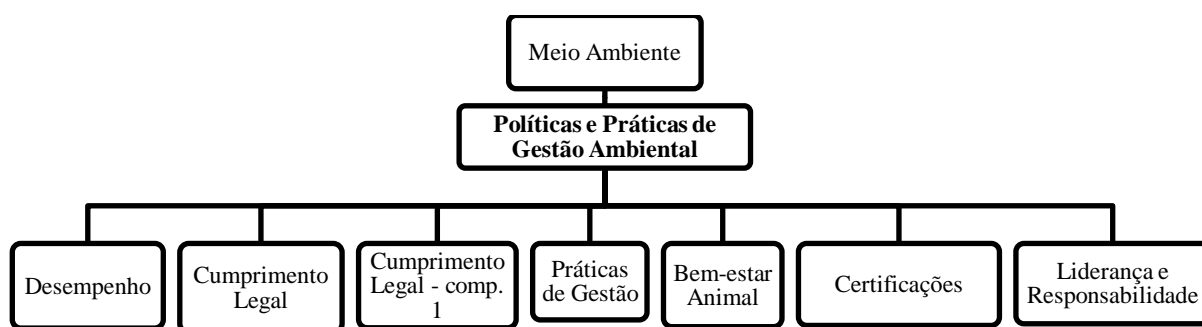 Meio Ambiente
Políticas e Práticas de
Gestão Ambiental
Desempenho
Cumprimento
Legal
Cumprimento
Legal - comp.
1
Práticas
de Gestão
Bem-estar
Animal
Certificações
Liderança e
Responsabilidade